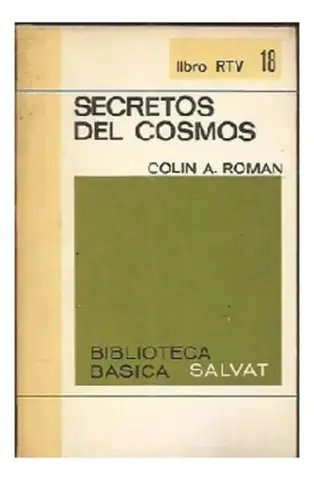 libro RTV 18
SECRETOS
DEL COSMOS
COLIN A. ROMAN
BIBLIOTECA
BASICA SALVAT